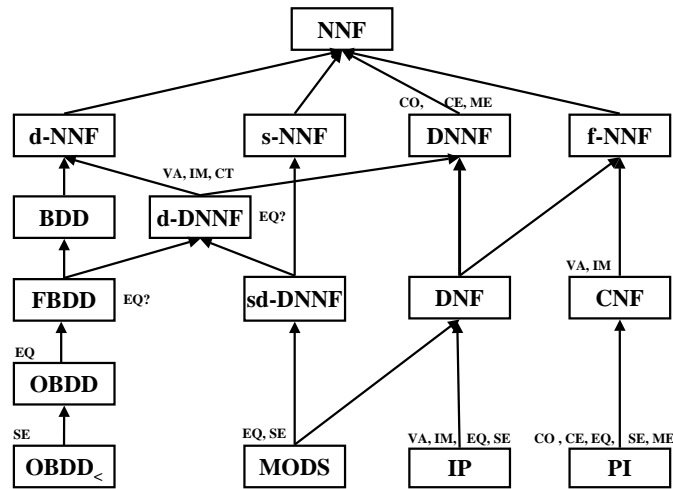 NNF
CO, CE, ME
d-NNF s-NNF DNNF f-NNF
VA, IM, CT
BDD d-DNNF EQ?
VA, IM
FBDD EQ? sd-DNNF DNF CNF
EQ
OBDD
SE EQ, SE VA, IM, EQ, SE CO , CE, EQ, SE, ME
OBDD< MODS IP PI